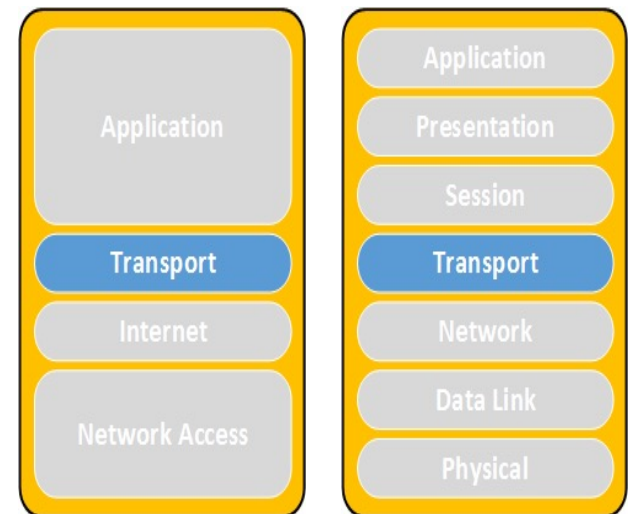 Application
Transport
Internet
Network Access
Application
Presentation
Session
Transport
Network
Data Link
Physical